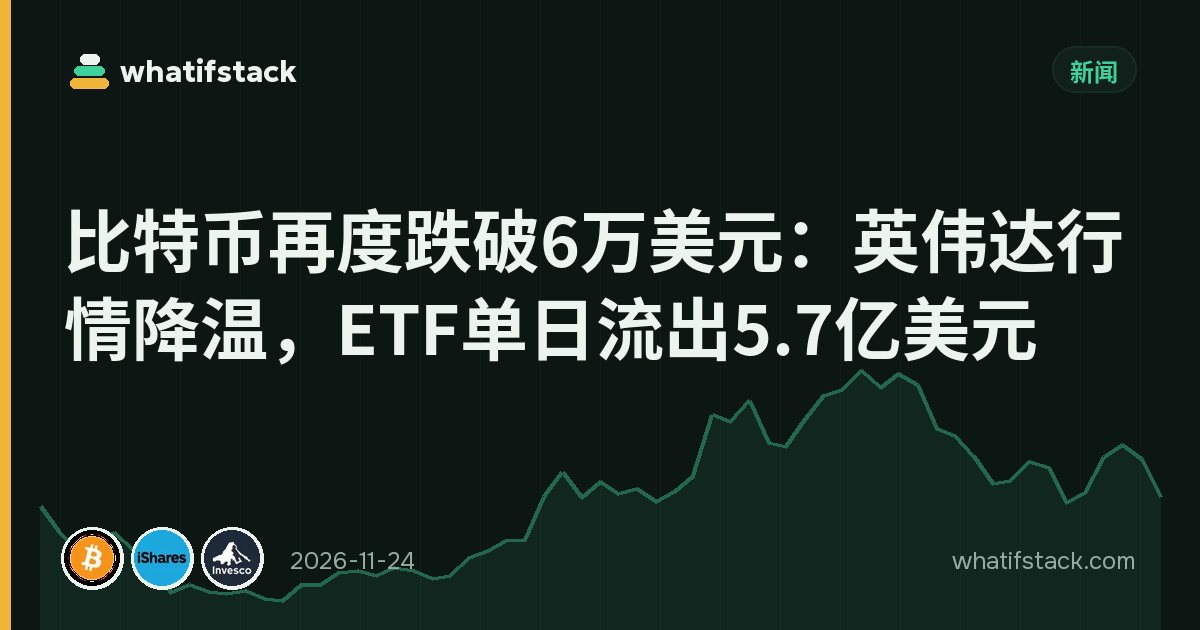 whatifstack
新闻
比特币再度跌破6万美元：英伟达行
情降温，ETF单日流出5.7亿美元
iShares
Invesco
2026-11-24
whatifstack.com